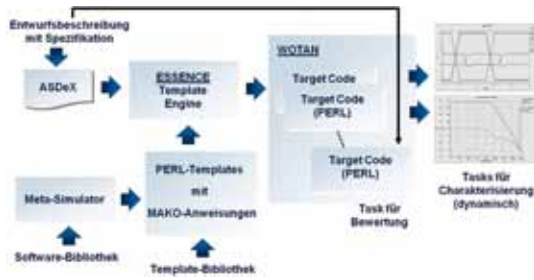 Entwurfsbeschreibung
mit Spezifikation
ASDeX
ESSENCE
Template
Engine
WOTAN
Target Code
Target Code
(PERL)
Target Code
(PERL)
Task für
Bewertung
Tasks für
Charakterisierung
(dynamisch)
Meta-Simulator
PERL-Templates
mit
MAKO-Anweisungen
Software-Bibliothek
Template-Bibliothek